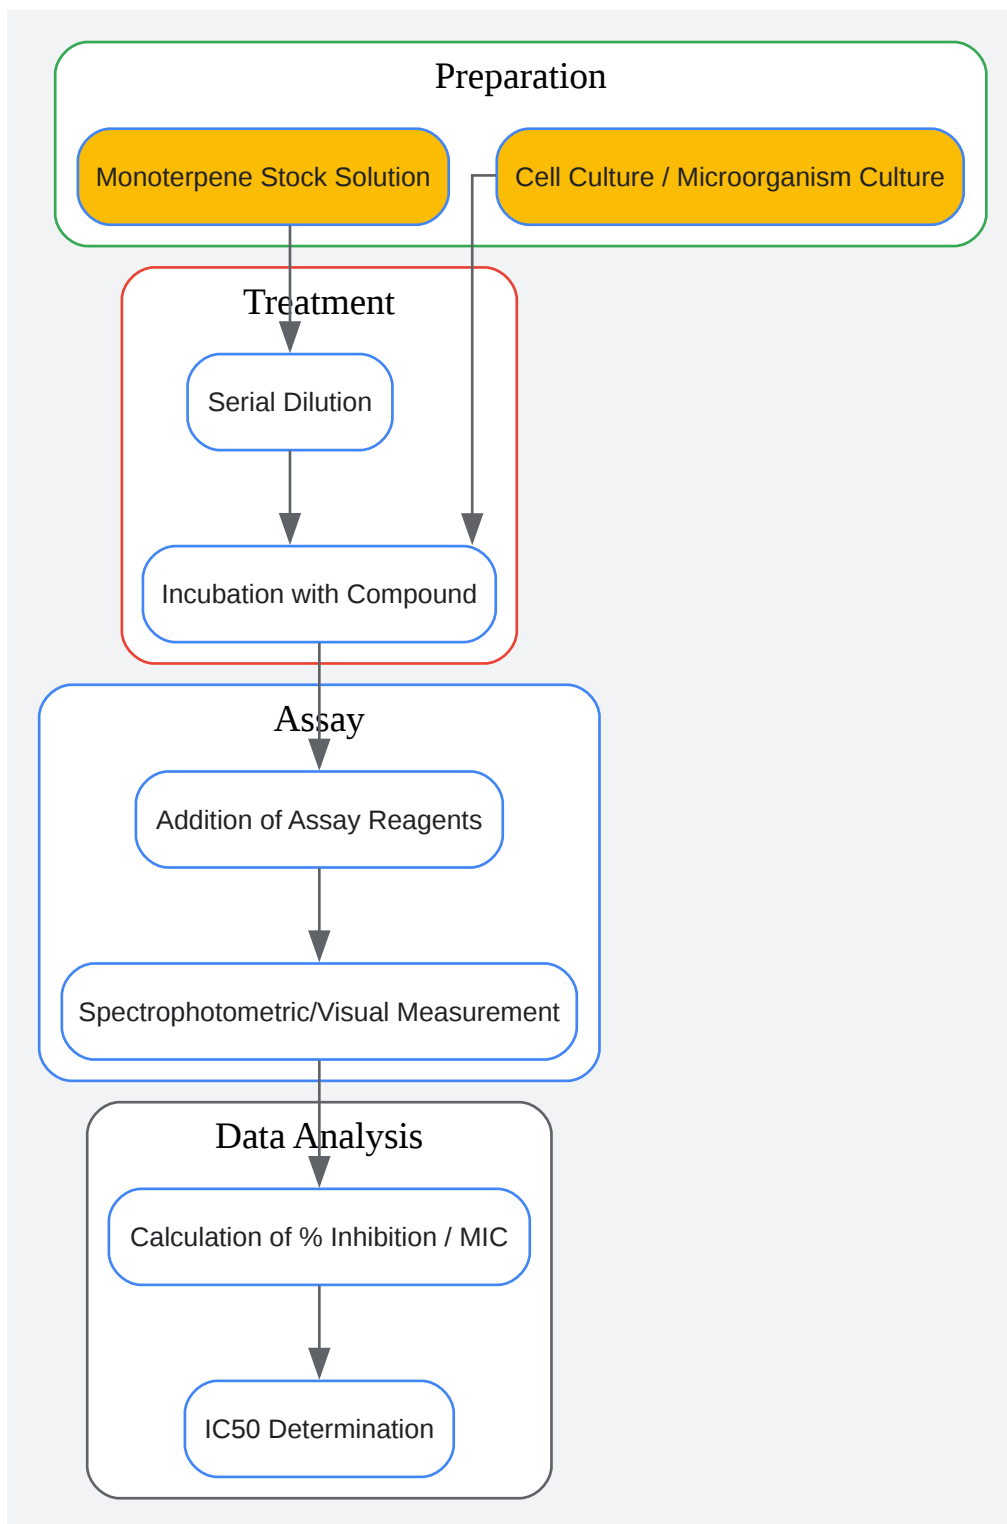 Preparation
Monoterpene Stock Solution
Cell Culture / Microorganism Culture
Treatment
Serial Dilution
Incubation with Compound
Assay
Addition of Assay Reagents
Spectrophotometric/Visual Measurement
Data Analysis
Calculation of % Inhibition / MIC
IC50 Determination